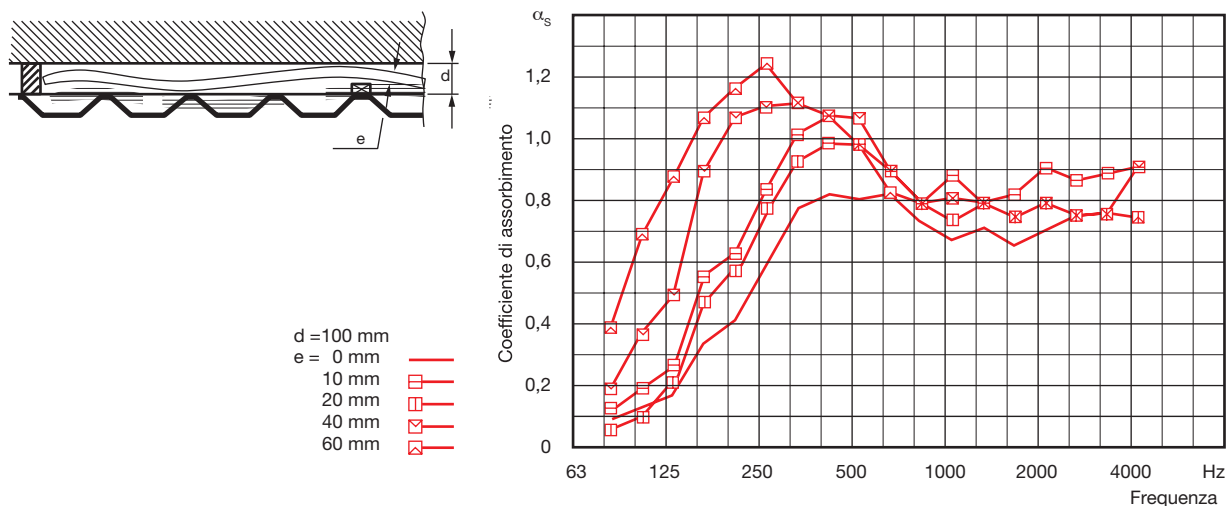 d
e
d =100 mm
e = 0 mm
10 mm
20 mm
40 mm
60 mm
αS
1,2
1,0
0,8
0,6
0,4
0,2
0
Coefficiente di assorbimento
63 125 250 500 1000 2000 4000 Hz
Frequenza